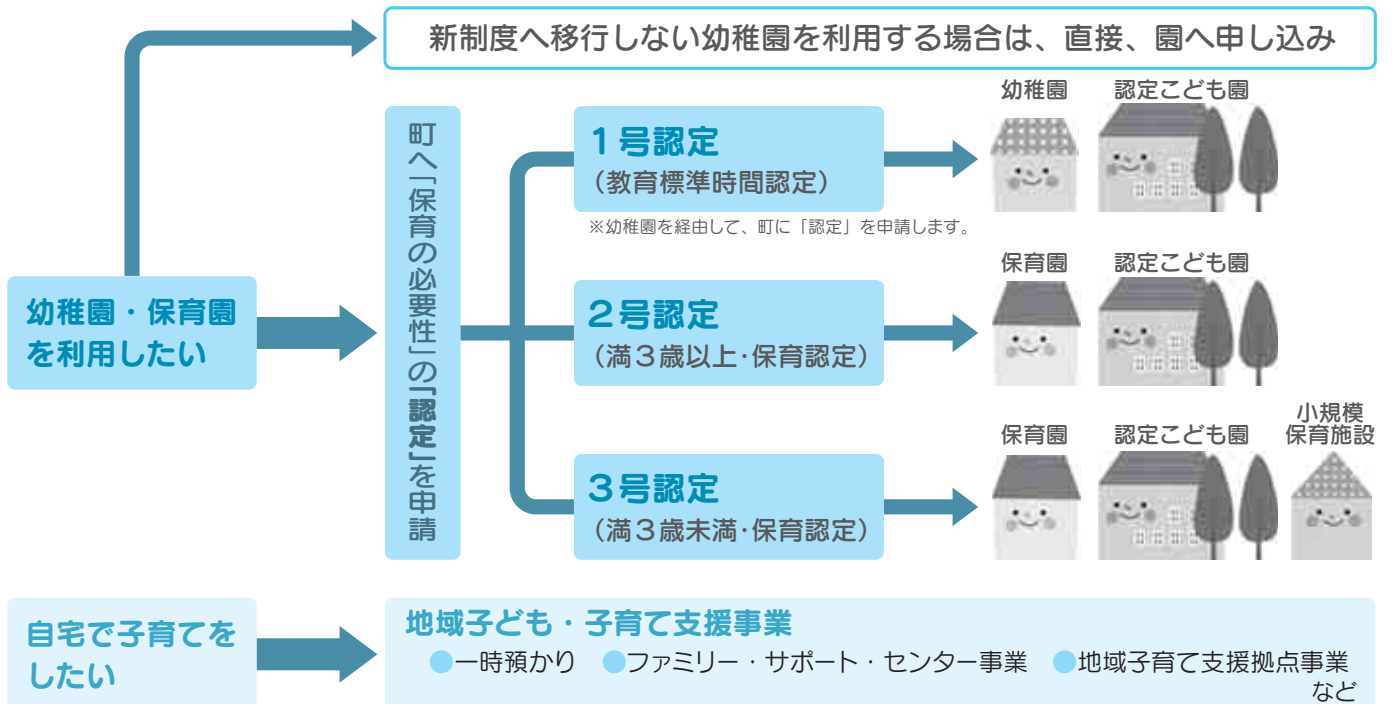 新制度へ移行しない幼稚園を利用する場合は、直接、園へ申し込み
幼稚園・保育園
を利用したい
町へ「保育の必要性」の「認定」を申請
1号認定
（教育標準時間認定）
※幼稚園を経由して、町に「認定」を申請します。
幼稚園
認定こども園
2号認定
（満3歳以上・保育認定）
保育園
認定こども園
3号認定
（満3歳未満・保育認定）
保育園
認定こども園
小規模
保育施設
自宅で子育てを
したい
地域子ども・子育て支援事業
●一時預かり ●ファミリー・サポート・センター事業 ●地域子育て支援拠点事業
など